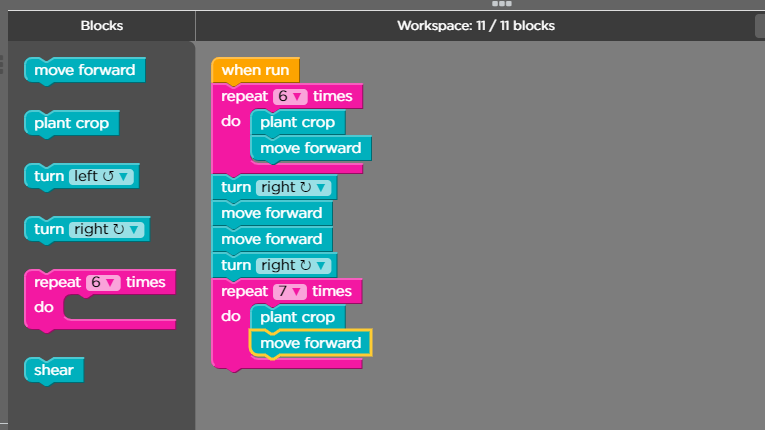 Blocks
Workspace: 11 / 11 blocks
move forward
plant crop
turn left ↺ ▼
turn right ↻ ▼
repeat 6 ▼ times
do
shear
when run
repeat 6 ▼ times
do plant crop
move forward
turn right ↻ ▼
move forward
move forward
turn right ↻ ▼
repeat 7 ▼ times
do plant crop
move forward